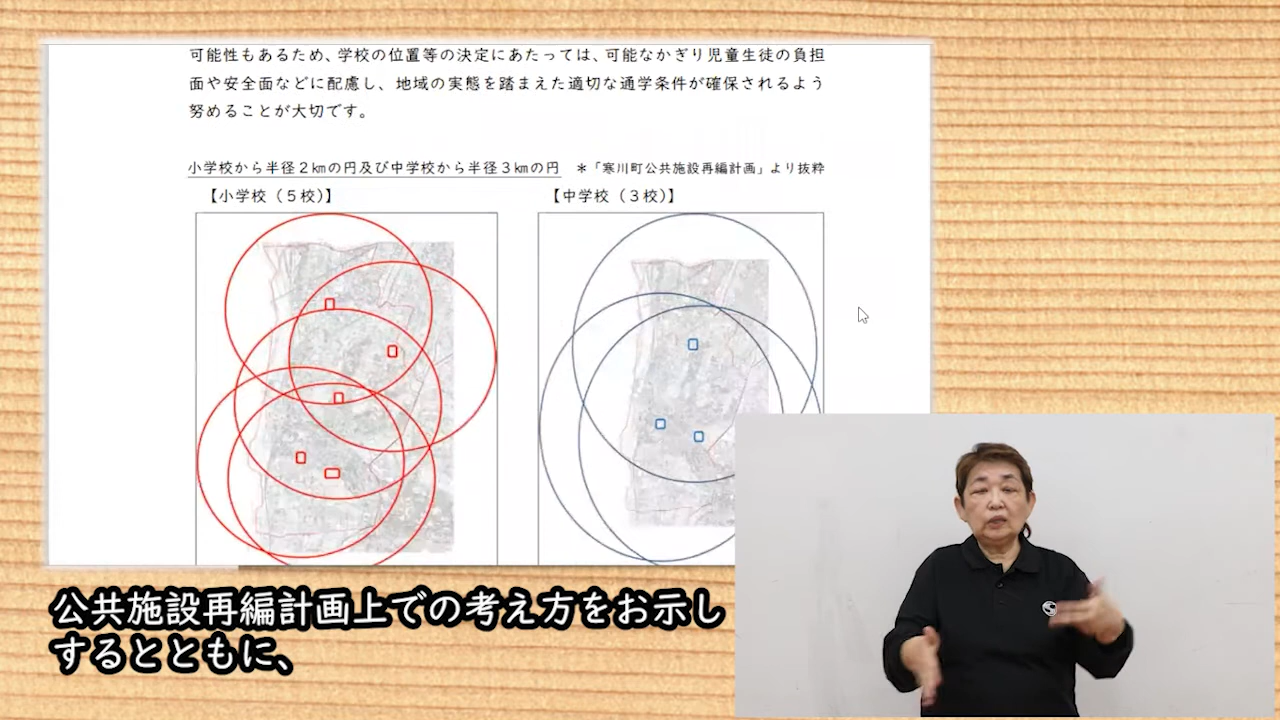 可能性もあるため、学校の位置等の決定にあたっては、可能なかぎり児童生徒の負担
面や安全面などに配慮し、地域の実態を踏まえた適切な通学条件が確保されるよう
努めることが大切です。
小学校から半径２㎞の円及び中学校から半径３㎞の円　＊「寒川町公共施設再編計画」より抜粋
【小学校（５校）】　【中学校（３校）】
公共施設再編計画上での考え方をお示し
するとともに、